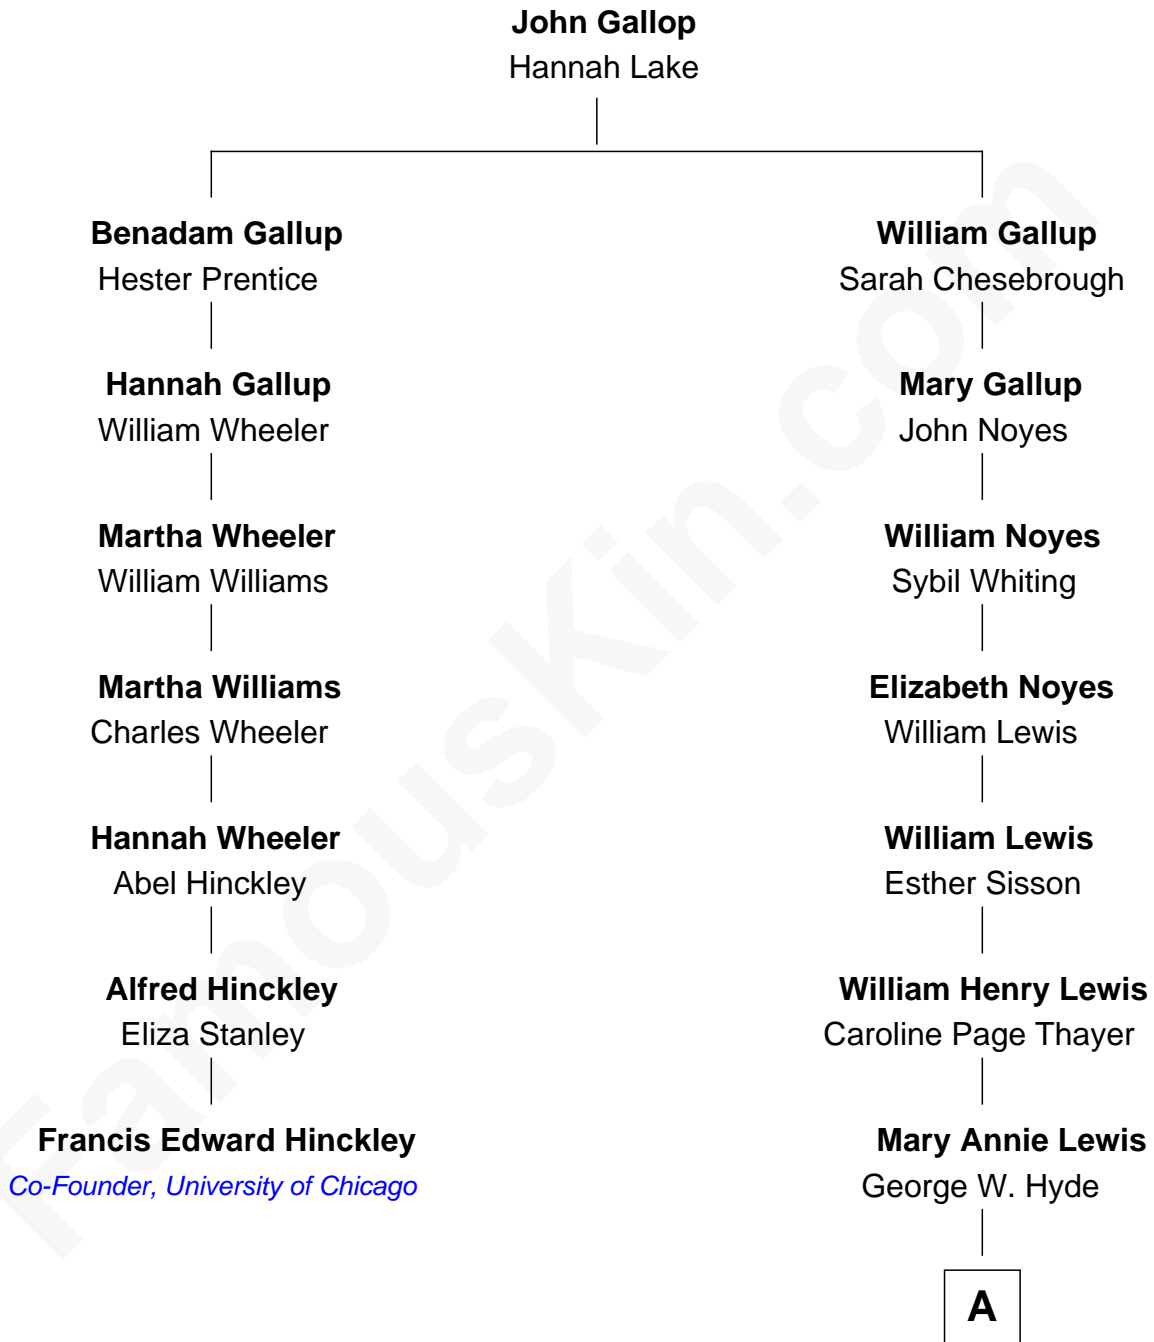 John Gallop
Hannah Lake
Benadam Gallup
Hester Prentice
William Gallup
Sarah Chesebrough
Hannah Gallup
William Wheeler
Mary Gallup
John Noyes
Martha Wheeler
William Williams
William Noyes
Sybil Whiting
Martha Williams
Charles Wheeler
Elizabeth Noyes
William Lewis
Hannah Wheeler
Abel Hinckley
William Lewis
Esther Sisson
Alfred Hinckley
Eliza Stanley
William Henry Lewis
Caroline Page Thayer
Francis Edward Hinckley
Co-Founder, University of Chicago
Mary Annie Lewis
George W. Hyde
A
FamousKin.com